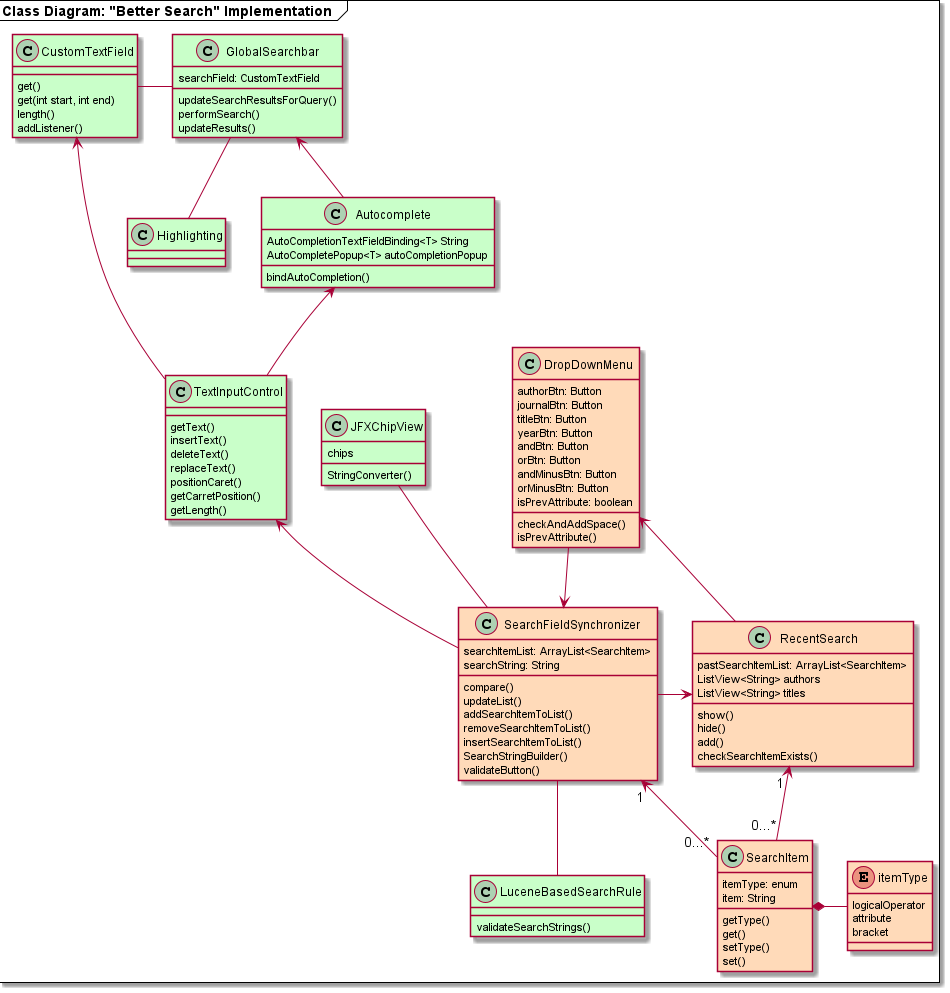 Class Diagram: "Better Search" Implementation
C CustomTextField
get()
get(int start, int end)
length()
addListener()
C GlobalSearchbar
searchField: CustomTextField
updateSearchResultsForQuery()
performSearch()
updateResults()
C Highlighting
C Autocomplete
AutoCompletionTextFieldBinding<T> String
AutoCompletePopup<T> autoCompletionPopup
bindAutoCompletion()
C TextInputControl
getText()
insertText()
deleteText()
replaceText()
positionCaret()
getCarretPosition()
getLength()
C JFXChipView
chips
StringConverter()
C DropDownMenu
authorBtn: Button
journalBtn: Button
titleBtn: Button
yearBtn: Button
andBtn: Button
orBtn: Button
andMinusBtn: Button
orMinusBtn: Button
isPrevAttribute: boolean
checkAndAddSpace()
isPrevAttribute()
C SearchFieldSynchronizer
searchItemList: ArrayList<SearchItem>
searchString: String
compare()
updateList()
addSearchItemToList()
removeSearchItemToList()
insertSearchItemToList()
SearchStringBuilder()
validateButton()
C RecentSearch
pastSearchItemList: ArrayList<SearchItem>
ListView<String> authors
ListView<String> titles
show()
hide()
add()
checkSearchItemExists()
1
0...*
1
0...*
C LuceneBasedSearchRule
validateSearchStrings()
C SearchItem
itemType: enum
item: String
getType()
get()
setType()
set()
E itemType
logicalOperator
attribute
bracket